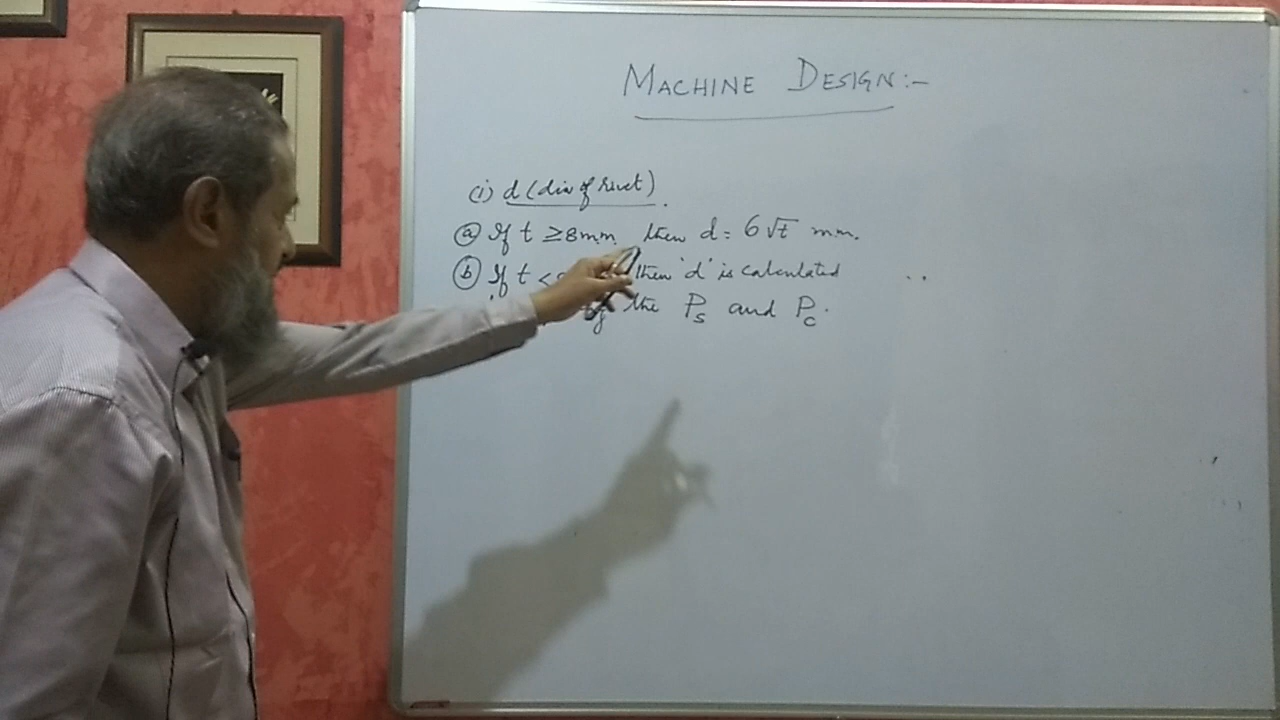 MACHINE DESIGN:-
(i) d (dia of rivet).
(a) If t ≥ 8mm then d = 6√t mm.
(b) If t < then 'd' is calculated
the Ps and Pc.